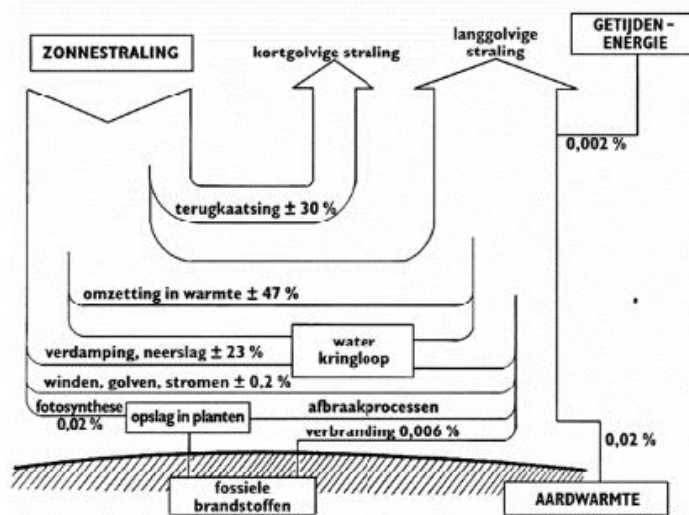 ZONNESTRALING
kortgolvige straling
langgolvige
straling
GETIJDEN-
ENERGIE
0,002 %
terugkaatsing ± 30 %
omzetting in warmte ± 47 %
water
kringloop
verdamping, neerslag ± 23 %
winden, golven, stromen ± 0.2 %
fotosynthese
0,02 %
opslag in planten
afbraakprocessen
verbranding 0,006 %
0,02 %
fossiele
brandstoffen
AARDWARMTE